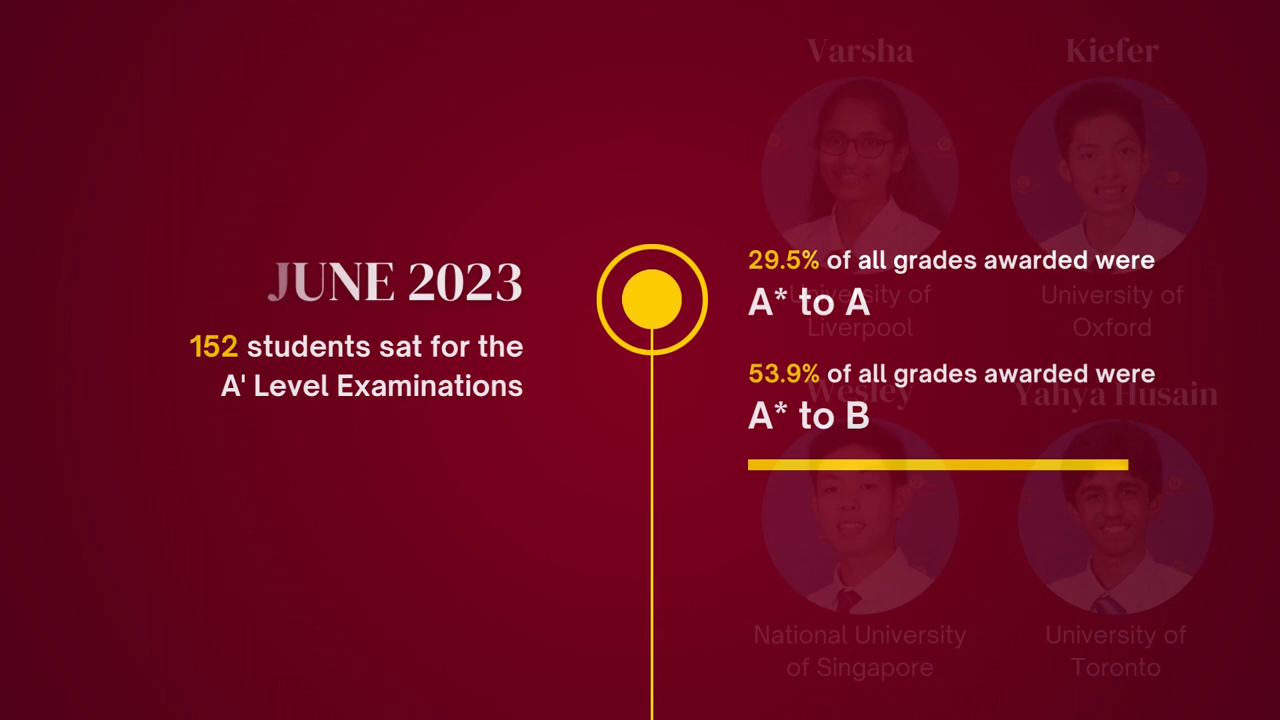 JUNE 2023
152 students sat for the
A' Level Examinations
29.5% of all grades awarded were
A* to A
53.9% of all grades awarded were
A* to B
Varsha
Kiefer
University of
Liverpool
University of
Oxford
Wesley
Yahya Husain
National University
of Singapore
University of
Toronto